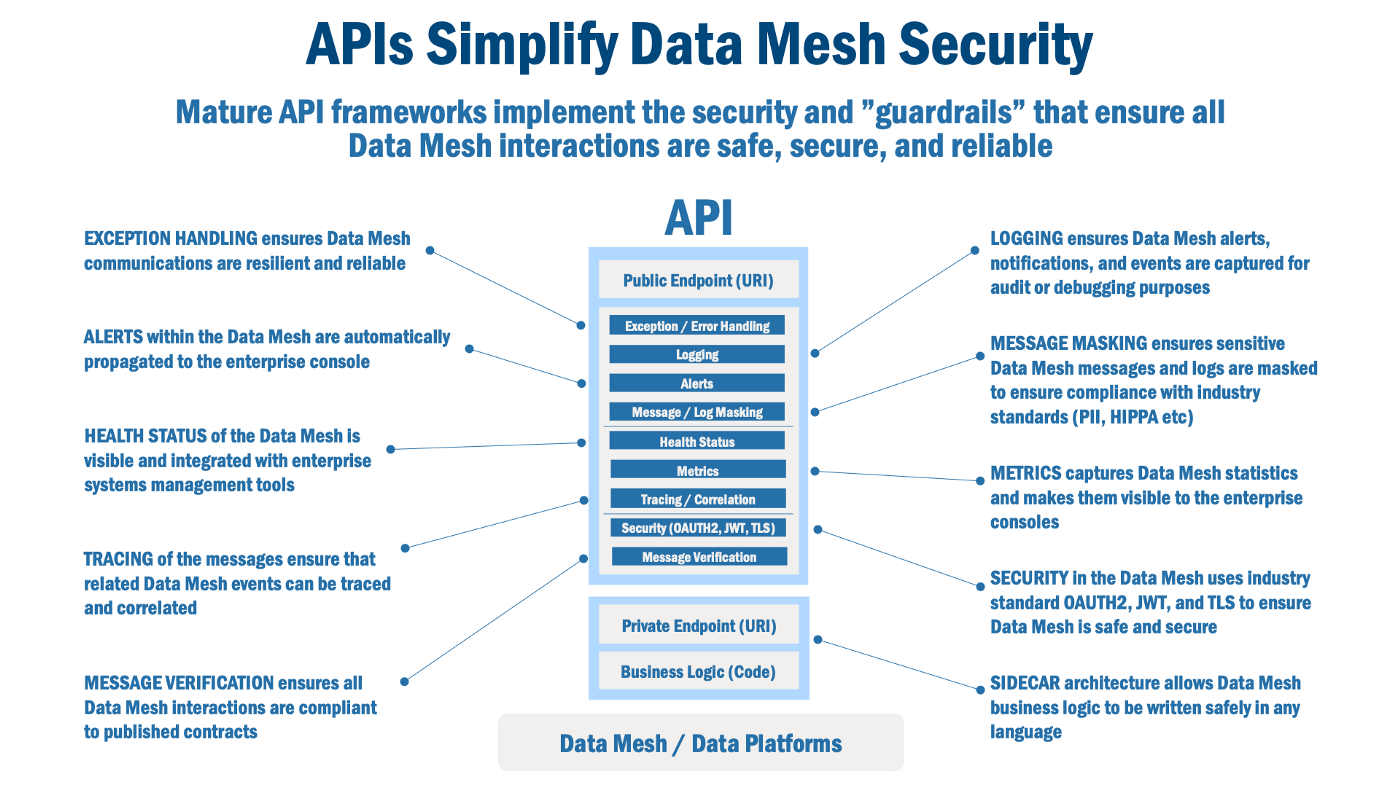 APIs Simplify Data Mesh Security
Mature API frameworks implement the security and ”guardrails” that ensure all
Data Mesh interactions are safe, secure, and reliable
API
EXCEPTION HANDLING ensures Data Mesh
communications are resilient and reliable
ALERTS within the Data Mesh are automatically
propagated to the enterprise console
HEALTH STATUS of the Data Mesh is
visible and integrated with enterprise
systems management tools
TRACING of the messages ensure that
related Data Mesh events can be traced
and correlated
MESSAGE VERIFICATION ensures all
Data Mesh interactions are compliant
to published contracts
Public Endpoint (URI)
Exception / Error Handling
Logging
Alerts
Message / Log Masking
Health Status
Metrics
Tracing / Correlation
Security (OAUTH2, JWT, TLS)
Message Verification
Private Endpoint (URI)
Business Logic (Code)
Data Mesh / Data Platforms
LOGGING ensures Data Mesh alerts,
notifications, and events are captured for
audit or debugging purposes
MESSAGE MASKING ensures sensitive
Data Mesh messages and logs are masked
to ensure compliance with industry
standards (PII, HIPPA etc)
METRICS captures Data Mesh statistics
and makes them visible to the enterprise
consoles
SECURITY in the Data Mesh uses industry
standard OAUTH2, JWT, and TLS to ensure
Data Mesh is safe and secure
SIDECAR architecture allows Data Mesh
business logic to be written safely in any
language